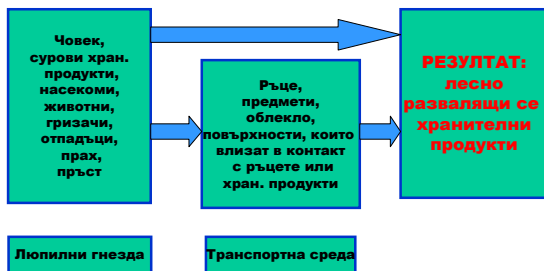 Човек,
сурови хран.
продукти,
насекоми,
животни,
гризачи,
отпадъци,
прах,
пръст
Ръце,
предмети,
облекло,
повърхности, които
влизат в контакт
с ръцете или
хран. продукти
РЕЗУЛТАТ:
лесно
развалящи се
хранителни
продукти
Люпилни гнезда
Транспортна среда